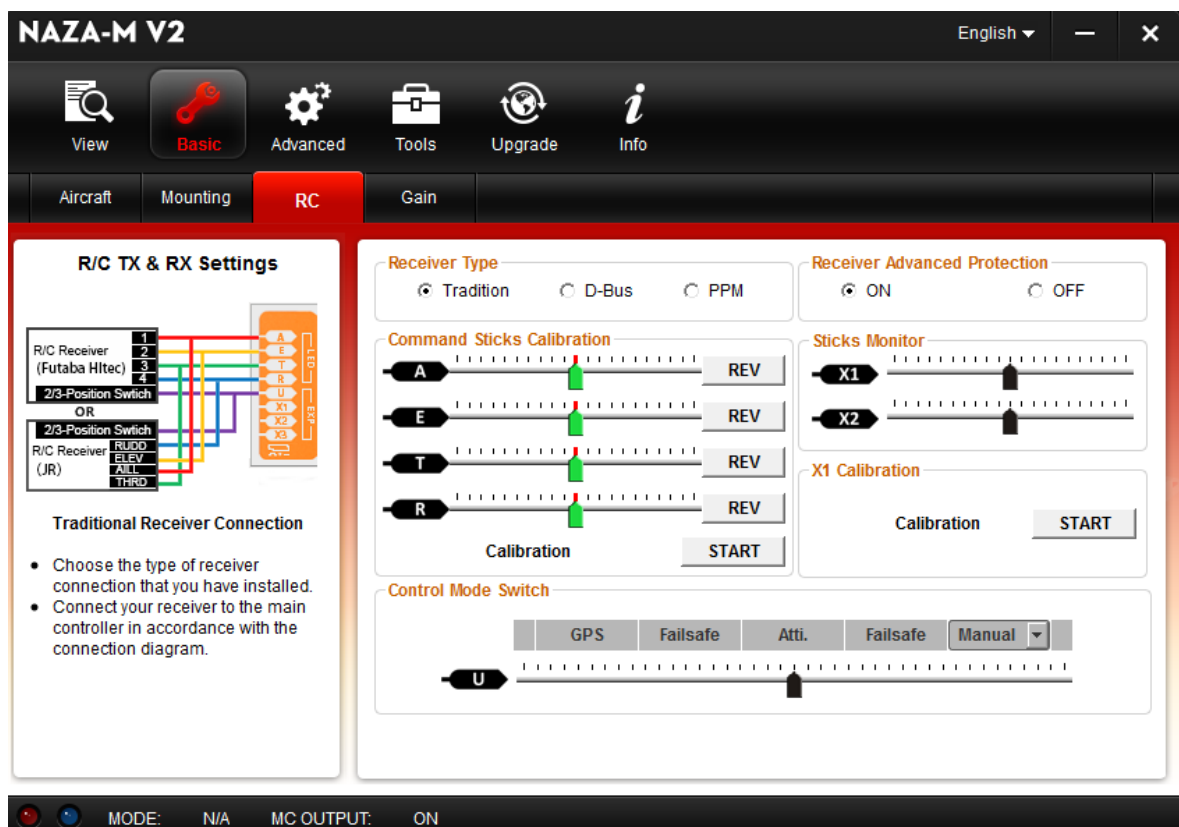 NAZA-M V2
English
View
Basic
Advanced
Tools
Upgrade
Info
Aircraft
Mounting
RC
Gain
R/C TX & RX Settings
R/C Receiver
(Futaba HItec)
1
2
3
4
2/3-Position Swtich
OR
2/3-Position Swtich
R/C Receiver
(JR)
RUDD
ELEV
AILL
THRD
A
E
T
R
U
X1
X2
X3
LED
EXP
Traditional Receiver Connection
• Choose the type of receiver
connection that you have installed.
• Connect your receiver to the main
controller in accordance with the
connection diagram.
Receiver Type
Tradition D-Bus PPM
Receiver Advanced Protection
ON OFF
Command Sticks Calibration
A REV
E REV
T REV
R REV
Calibration START
Sticks Monitor
X1
X2
X1 Calibration
Calibration START
Control Mode Switch
GPS Failsafe Atti. Failsafe Manual
U
MODE: N/A MC OUTPUT: ON